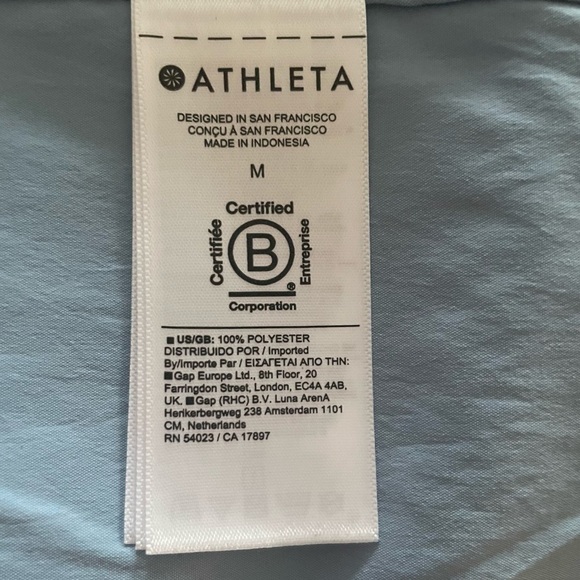 ATHLETA
DESIGNED IN SAN FRANCISCO
CONÇU À SAN FRANCISCO
MADE IN INDONESIA
M
Certified
Certifiée
B
Entreprise
®
Corporation
■ US/GB: 100% POLYESTER
DISTRIBUIDO POR / Imported
By/Importe Par / ΕΙΣΑΓΕΤΑΙ ΑΠΟ ΤΗΝ:
■Gap Europe Ltd., 8th Floor, 20
Farringdon Street, London, EC4A 4AB,
UK. ■Gap (RHC) B.V. Luna ArenA
Herikerbergweg 238 Amsterdam 1101
CM, Netherlands
RN 54023 / CA 17897